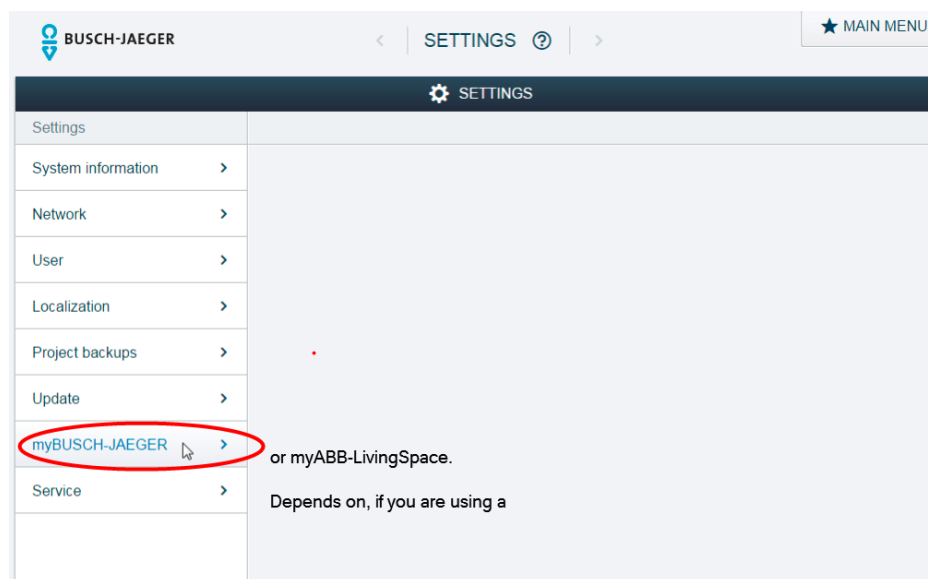 BUSCH-JAEGER
SETTINGS ?
MAIN MENU
SETTINGS
Settings
System information
Network
User
Localization
Project backups
Update
myBUSCH-JAEGER
or myABB-LivingSpace.
Service
Depends on, if you are using a